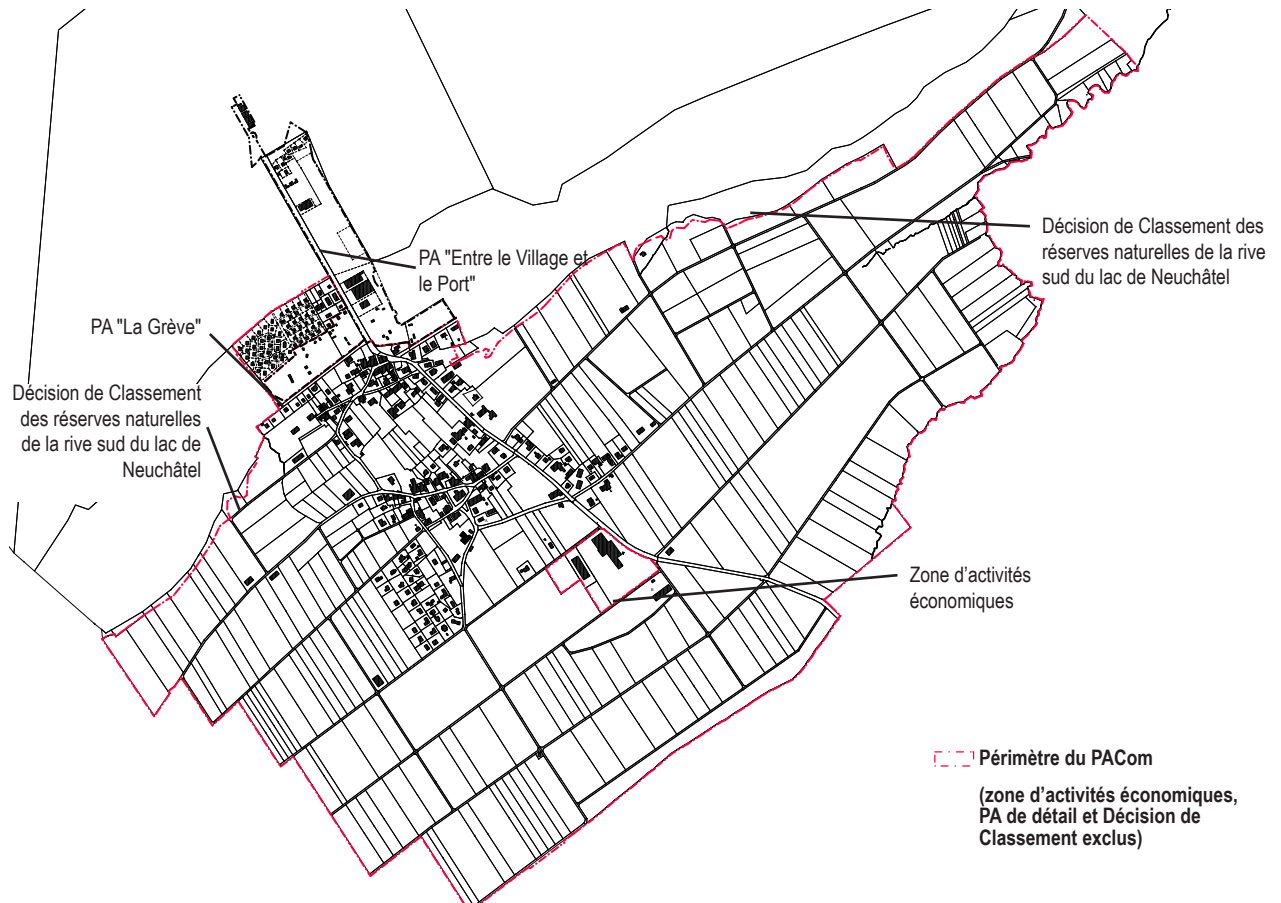 PA "Entre le Village et
le Port"
Décision de Classement des
réserves naturelles de la rive
sud du lac de Neuchâtel
PA "La Grève"
Décision de Classement
des réserves naturelles
de la rive sud du lac de
Neuchâtel
Zone d’activités
économiques
Périmètre du PACom
(zone d’activités économiques,
PA de détail et Décision de
Classement exclus)